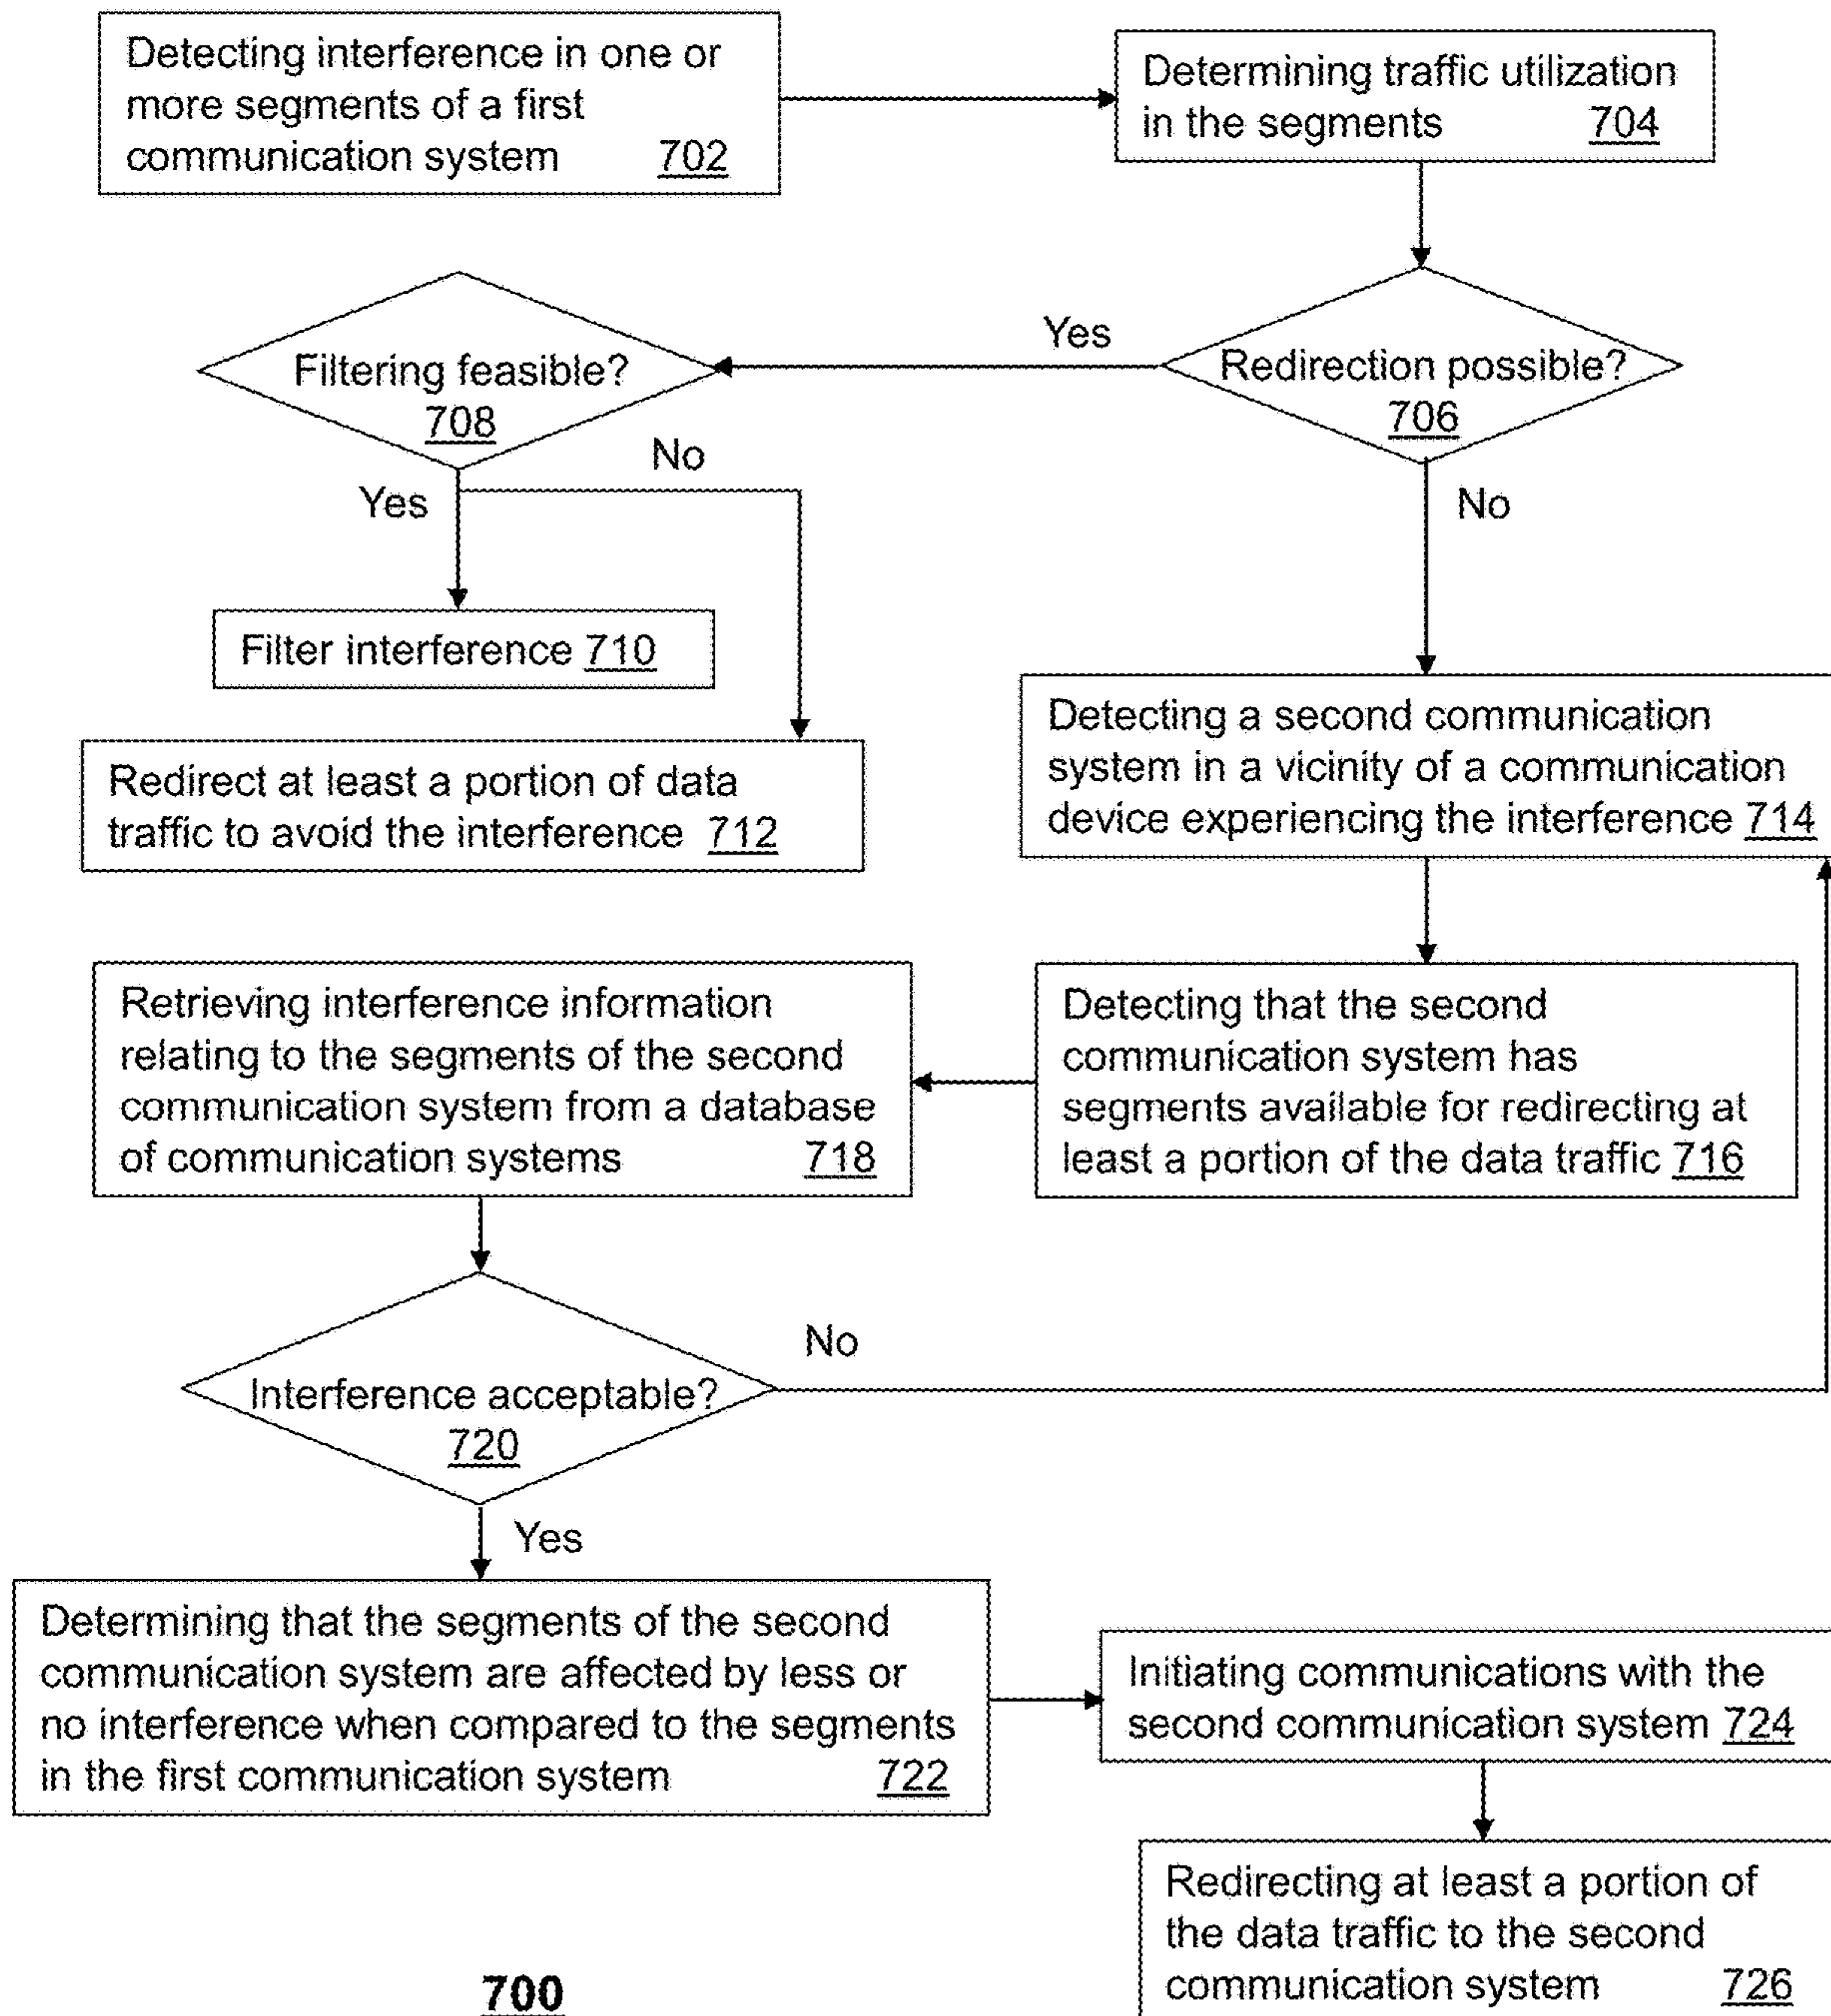 Detecting interference in one or
more segments of a first
communication system 702
Determining traffic utilization
in the segments 704
Redirection possible?
706
Yes
No
Filtering feasible?
708
Yes
No
Filter interference 710
Redirect at least a portion of data
traffic to avoid the interference 712
Detecting a second communication
system in a vicinity of a communication
device experiencing the interference 714
Detecting that the second
communication system has
segments available for redirecting at
least a portion of the data traffic 716
Retrieving interference information
relating to the segments of the second
communication system from a database
of communication systems 718
Interference acceptable?
720
No
Yes
Determining that the segments of the second
communication system are affected by less or
no interference when compared to the segments
in the first communication system 722
Initiating communications with the
second communication system 724
Redirecting at least a portion of
the data traffic to the second
communication system 726
700